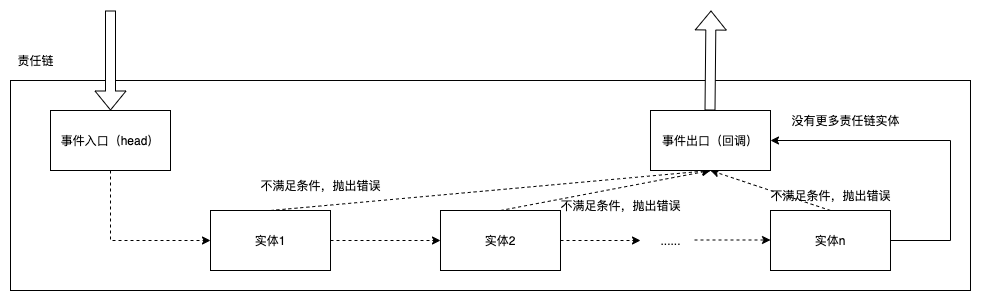 责任链
事件入口（head）
事件出口（回调）
没有更多责任链实体
不满足条件，抛出错误
不满足条件，抛出错误
不满足条件，抛出错误
实体1
实体2
......
实体n